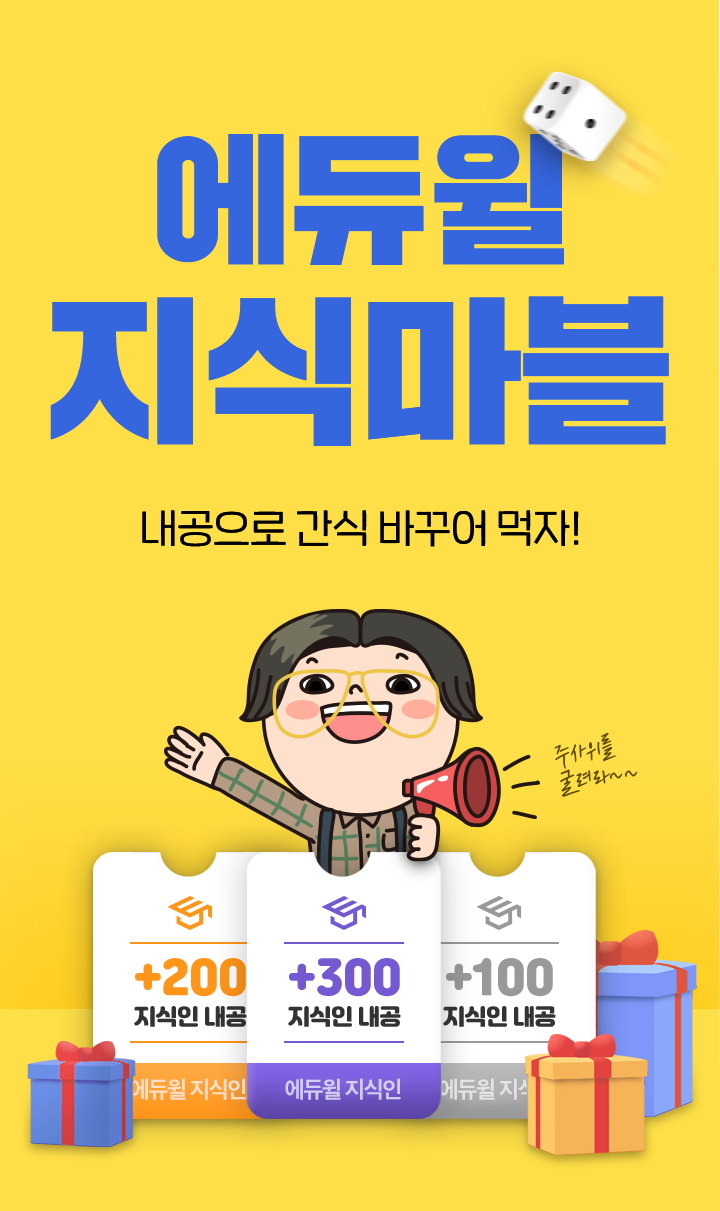 에듀윌
지식마블
내공으로 간식 바꾸어 먹자!
주사위를
굴려라~~
+200
지식인 내공
에듀윌 지식인
+300
지식인 내공
에듀윌 지식인
+100
지식인 내공
에듀윌 지식